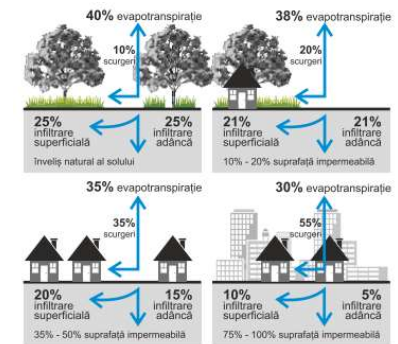 40% evapotranspirație
10%
scurgeri
25%
infiltrare
superficială
25%
infiltrare
adâncă
înveliș natural al solului
38% evapotranspirație
20%
scurgeri
21%
infiltrare
superficială
21%
infiltrare
adâncă
10% - 20% suprafață impermeabilă
35% evapotranspirație
35%
scurgeri
20%
infiltrare
superficială
15%
infiltrare
adâncă
35% - 50% suprafață impermeabilă
30% evapotranspirație
55%
scurgeri
10%
infiltrare
superficială
5%
infiltrare
adâncă
75% - 100% suprafață impermeabilă